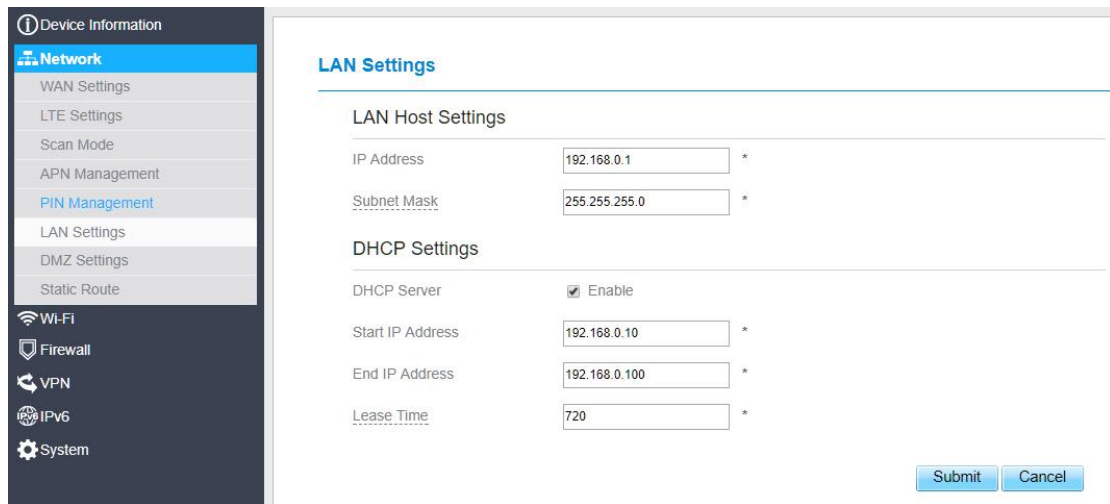 Device Information
Network
WAN Settings
LTE Settings
Scan Mode
APN Management
PIN Management
LAN Settings
DMZ Settings
Static Route
Wi-Fi
Firewall
VPN
IPv6 IPv6
System
LAN Settings
LAN Host Settings
IP Address 192.168.0.1 *
Subnet Mask 255.255.255.0 *
DHCP Settings
DHCP Server Enable
Start IP Address 192.168.0.10 *
End IP Address 192.168.0.100 *
Lease Time 720 *
Submit Cancel